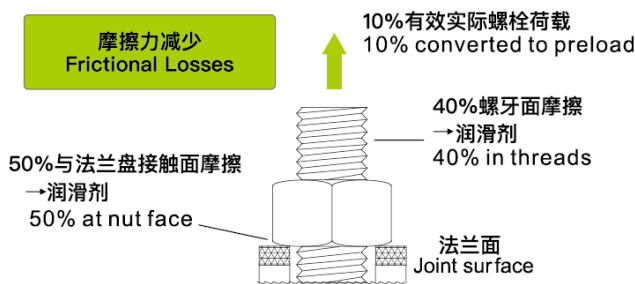 摩擦力减少
Frictional Losses
10%有效实际螺栓荷载
10% converted to preload
40%螺牙面摩擦
→润滑剂
40% in threads
50%与法兰盘接触面摩擦
→润滑剂
50% at nut face
法兰面
Joint surface